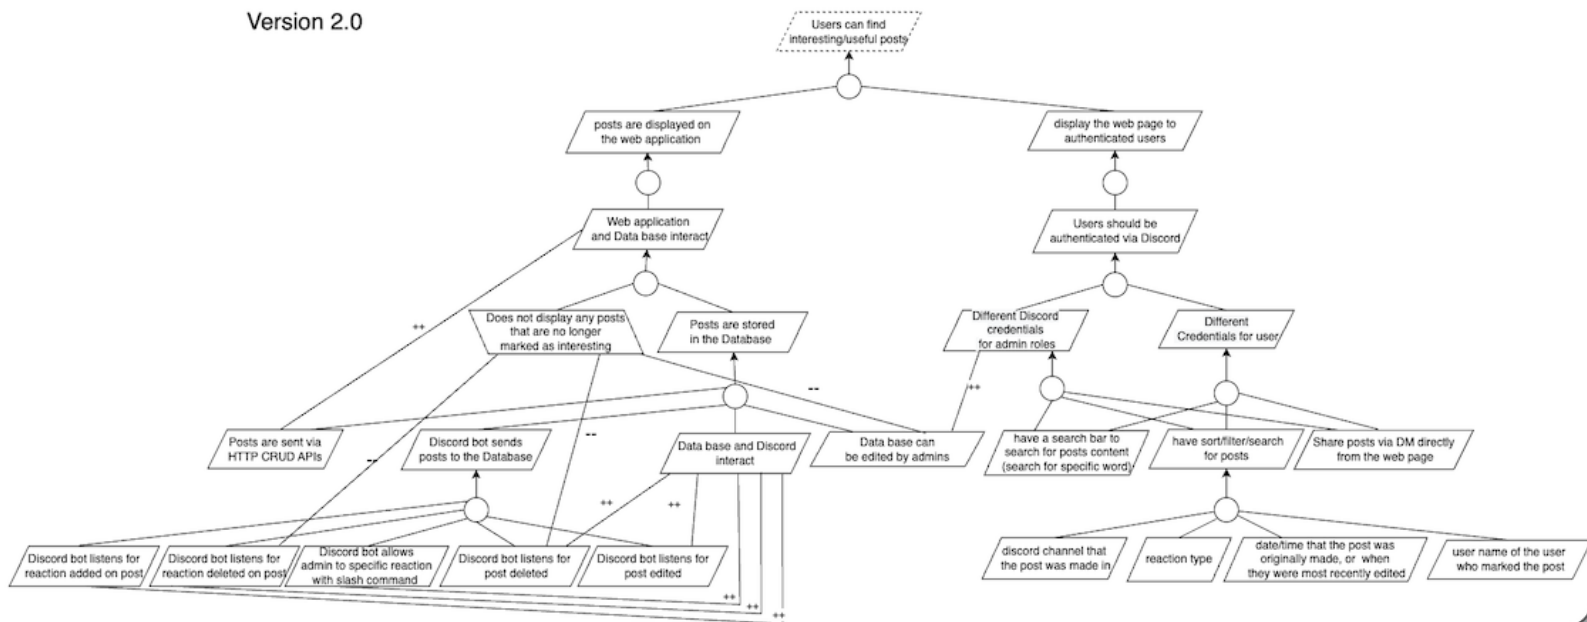 Version 2.0
Users can find
interesting/useful posts
posts are displayed on
the web application
display the web page to
authenticated users
Web application
and Data base interact
Users should be
authenticated via Discord
++
Does not display any posts
that are no longer
marked as interesting
Posts are stored
in the Database
Different Discord
credentials
for admin roles
Different
Credentials for user
--
++
Posts are sent via
HTTP CRUD APIs
--
Discord bot sends
posts to the Database
--
Data base and Discord
interact
Data base can
be edited by admins
have a search bar to
search for posts content
(search for specific word)
have sort/filter/search
for posts
Share posts via DM directly
from the web page
++
++
Discord bot listens for
reaction added on post
Discord bot listens for
reaction deleted on post
Discord bot allows
admin to specific reaction
with slash command
Discord bot listens for
post deleted
Discord bot listens for
post edited
discord channel that
the post was made in
reaction type
date/time that the post was
originally made, or when
they were most recently edited
user name of the user
who marked the post
++
++
++